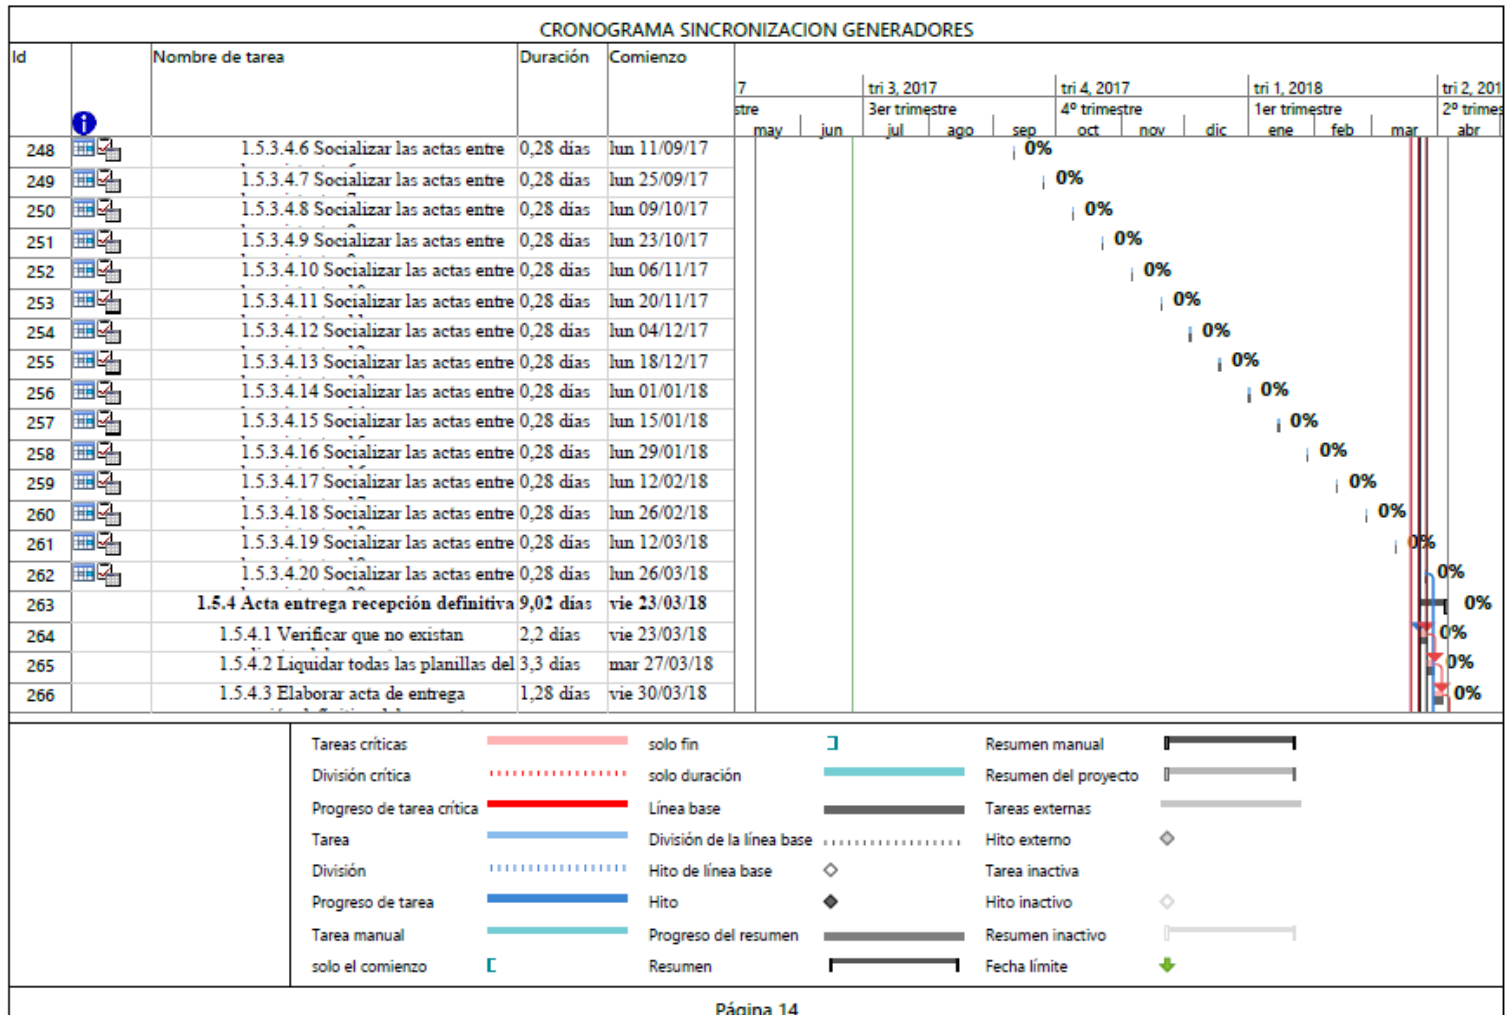 CRONOGRAMA SINCRONIZACION GENERADORES
Id Nombre de tarea Duración Comienzo
7 tri 3, 2017 tri 4, 2017 tri 1, 2018 tri 2, 201
stre 3er trimestre 4º trimestre 1er trimestre 2º trimes
may jun jul ago sep oct nov dic ene feb mar abr
248 1.5.3.4.6 Socializar las actas entre 0,28 días lun 11/09/17 0%
249 1.5.3.4.7 Socializar las actas entre 0,28 días lun 25/09/17 0%
250 1.5.3.4.8 Socializar las actas entre 0,28 días lun 09/10/17 0%
251 1.5.3.4.9 Socializar las actas entre 0,28 días lun 23/10/17 0%
252 1.5.3.4.10 Socializar las actas entre 0,28 días lun 06/11/17 0%
253 1.5.3.4.11 Socializar las actas entre 0,28 días lun 20/11/17 0%
254 1.5.3.4.12 Socializar las actas entre 0,28 días lun 04/12/17 0%
255 1.5.3.4.13 Socializar las actas entre 0,28 días lun 18/12/17 0%
256 1.5.3.4.14 Socializar las actas entre 0,28 días lun 01/01/18 0%
257 1.5.3.4.15 Socializar las actas entre 0,28 días lun 15/01/18 0%
258 1.5.3.4.16 Socializar las actas entre 0,28 días lun 29/01/18 0%
259 1.5.3.4.17 Socializar las actas entre 0,28 días lun 12/02/18 0%
260 1.5.3.4.18 Socializar las actas entre 0,28 días lun 26/02/18 0%
261 1.5.3.4.19 Socializar las actas entre 0,28 días lun 12/03/18 0%
262 1.5.3.4.20 Socializar las actas entre 0,28 días lun 26/03/18 0%
263 1.5.4 Acta entrega recepción definitiva 9,02 días vie 23/03/18 0%
264 1.5.4.1 Verificar que no existan 2,2 días vie 23/03/18 0%
265 1.5.4.2 Liquidar todas las planillas del 3,3 días mar 27/03/18 0%
266 1.5.4.3 Elaborar acta de entrega 1,28 días vie 30/03/18 0%
Tareas críticas solo fin Resumen manual
División crítica solo duración Resumen del proyecto
Progreso de tarea crítica Línea base Tareas externas
Tarea División de la línea base Hito externo
División Hito de línea base Tarea inactiva
Progreso de tarea Hito Hito inactivo
Tarea manual Progreso del resumen Resumen inactivo
solo el comienzo Resumen Fecha límite
Página 14